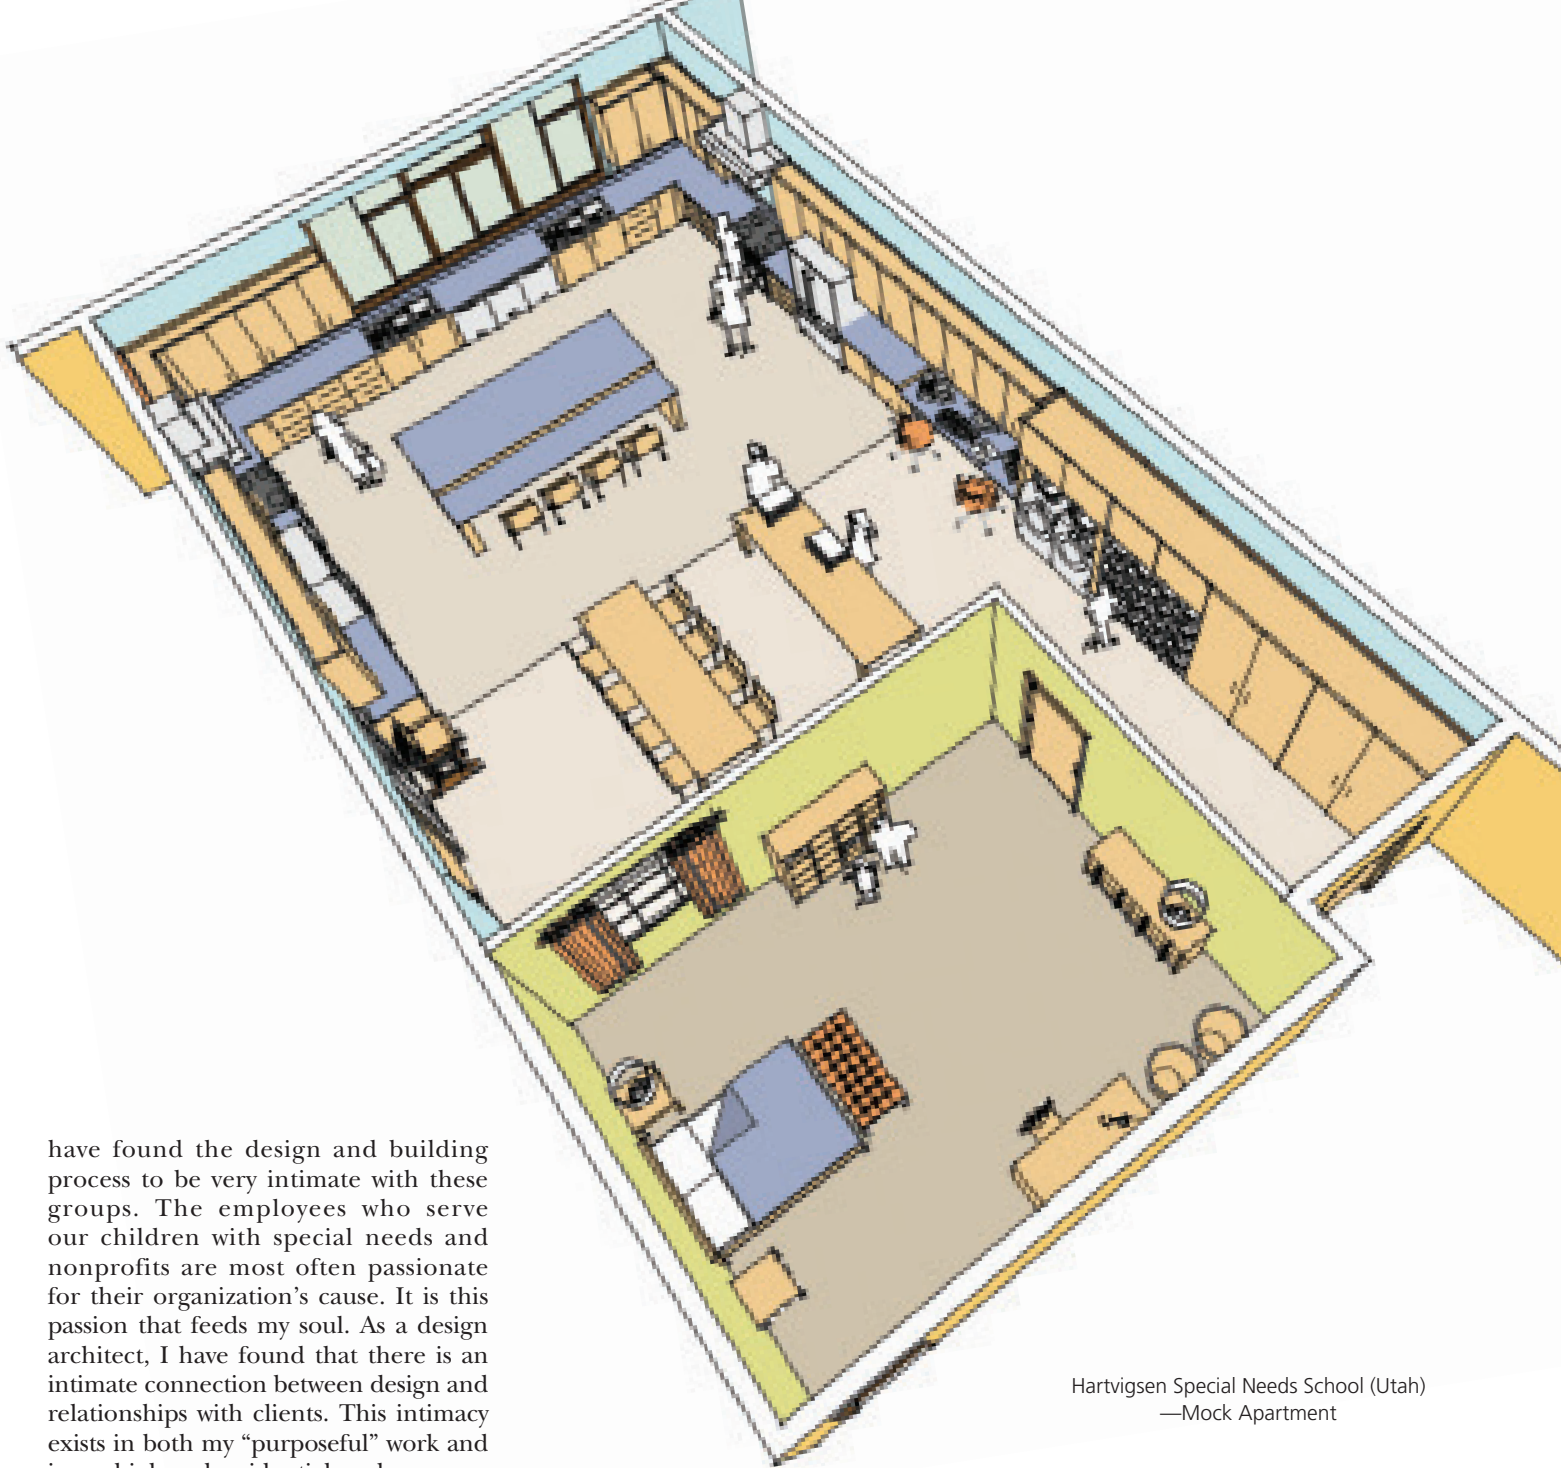 have found the design and building
process to be very intimate with these
groups. The employees who serve
our children with special needs and
nonprofits are most often passionate
for their organization’s cause. It is this
passion that feeds my soul. As a design
architect, I have found that there is an
intimate connection between design and
relationships with clients. This intimacy
exists in both my “purposeful” work and
Hartvigsen Special Needs School (Utah)
—Mock Apartment